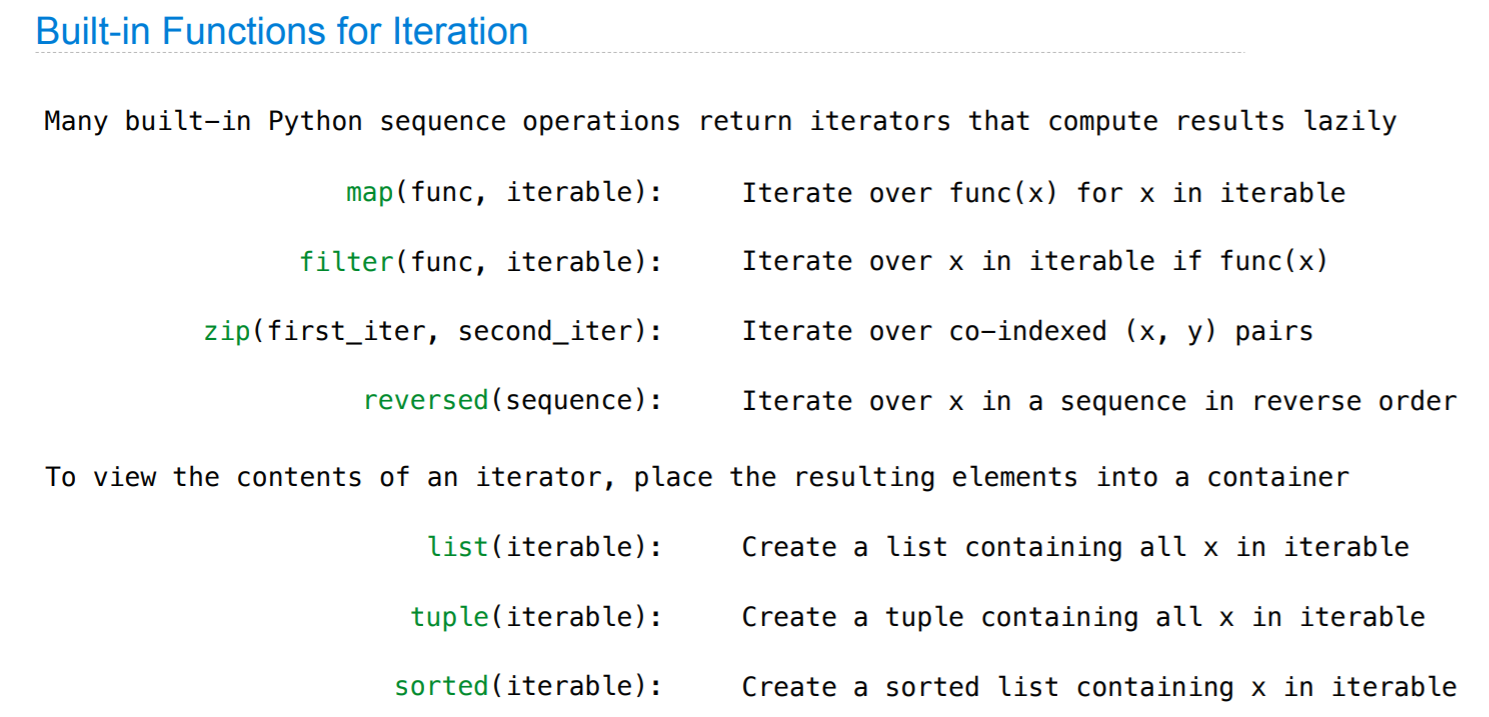 Built-in Functions for Iteration
Many built-in Python sequence operations return iterators that compute results lazily
map(func, iterable): Iterate over func(x) for x in iterable
filter(func, iterable): Iterate over x in iterable if func(x)
zip(first_iter, second_iter): Iterate over co-indexed (x, y) pairs
reversed(sequence): Iterate over x in a sequence in reverse order
To view the contents of an iterator, place the resulting elements into a container
list(iterable): Create a list containing all x in iterable
tuple(iterable): Create a tuple containing all x in iterable
sorted(iterable): Create a sorted list containing x in iterable